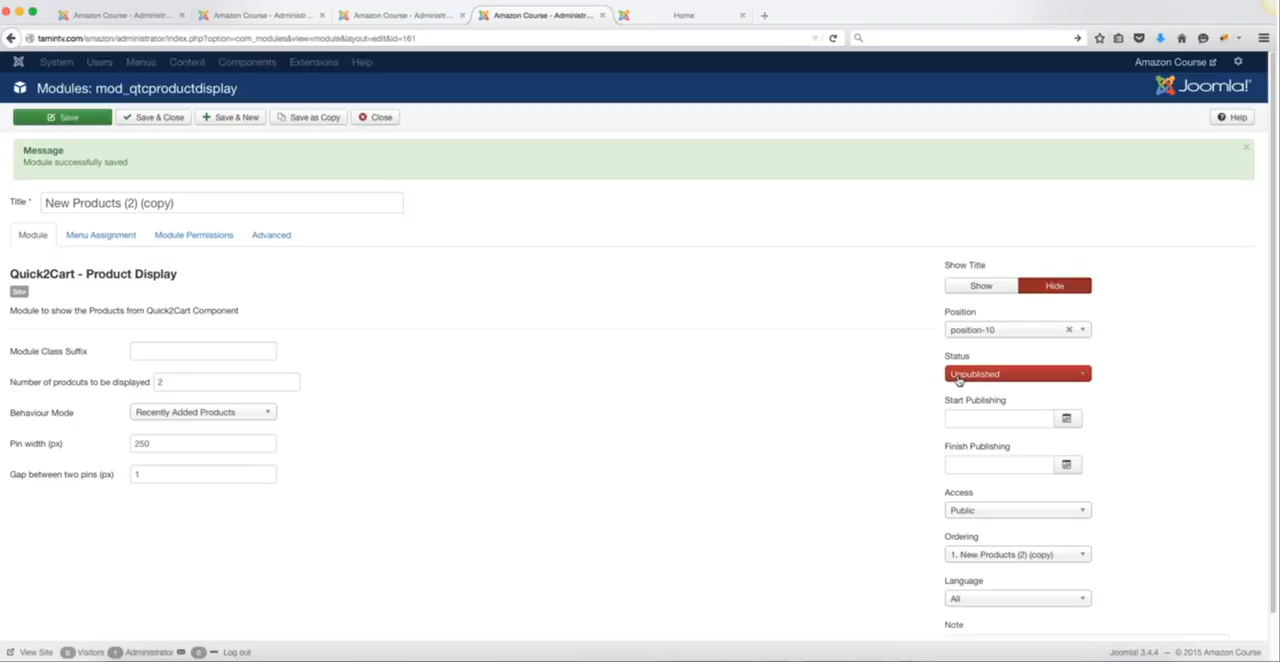 Amazon Course - Administr...
Amazon Course - Administr...
Amazon Course - Administr...
Amazon Course - Administr...
Home
tamintv.com/amazon/administrator/index.php?option=com_modules&view=module&layout=edit&id=161
System Users Menus Content Components Extensions Help
Amazon Course
Modules: mod_qtcproductdisplay
Joomla!
Save
Save & Close
Save & New
Save as Copy
Close
Help
Message
Module successfully saved
Title * New Products (2) (copy)
Module Menu Assignment Module Permissions Advanced
Quick2Cart - Product Display
Site
Module to show the Products from Quick2Cart Component
Module Class Suffix
Number of prodcuts to be displayed 2
Behaviour Mode Recently Added Products
Pin width (px) 250
Gap between two pins (px) 1
Show Title
Show Hide
Position
position-10
Status
Unpublished
Start Publishing
Finish Publishing
Access
Public
Ordering
1. New Products (2) (copy)
Language
All
Note
View Site 0 Visitors 1 Administrator 0 Log out
Joomla! 3.4.4 — © 2015 Amazon Course